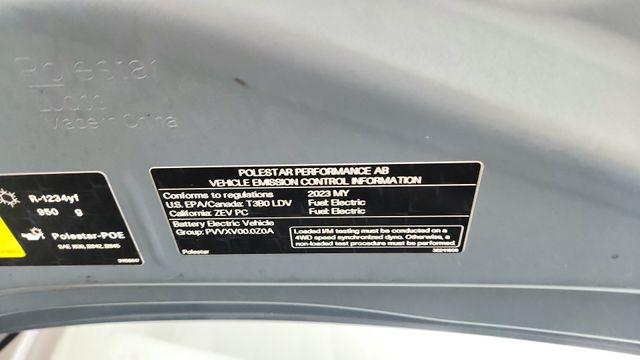 Polestar
Made in China
R-1234yf
950 g
Polestar-POE
POLESTAR PERFORMANCE AB
VEHICLE EMISSION CONTROL INFORMATION
Conforms to regulations 2023 MY
U.S. EPA/Canada: T3B0 LDV Fuel: Electric
California: ZEV PC Fuel: Electric
Battery Electric Vehicle
Group: PVVXV00.0Z0A
Loaded I/M testing must be conducted on a
4WD speed synchronized dyno. Otherwise, a
non-loaded test procedure must be performed.
Polestar